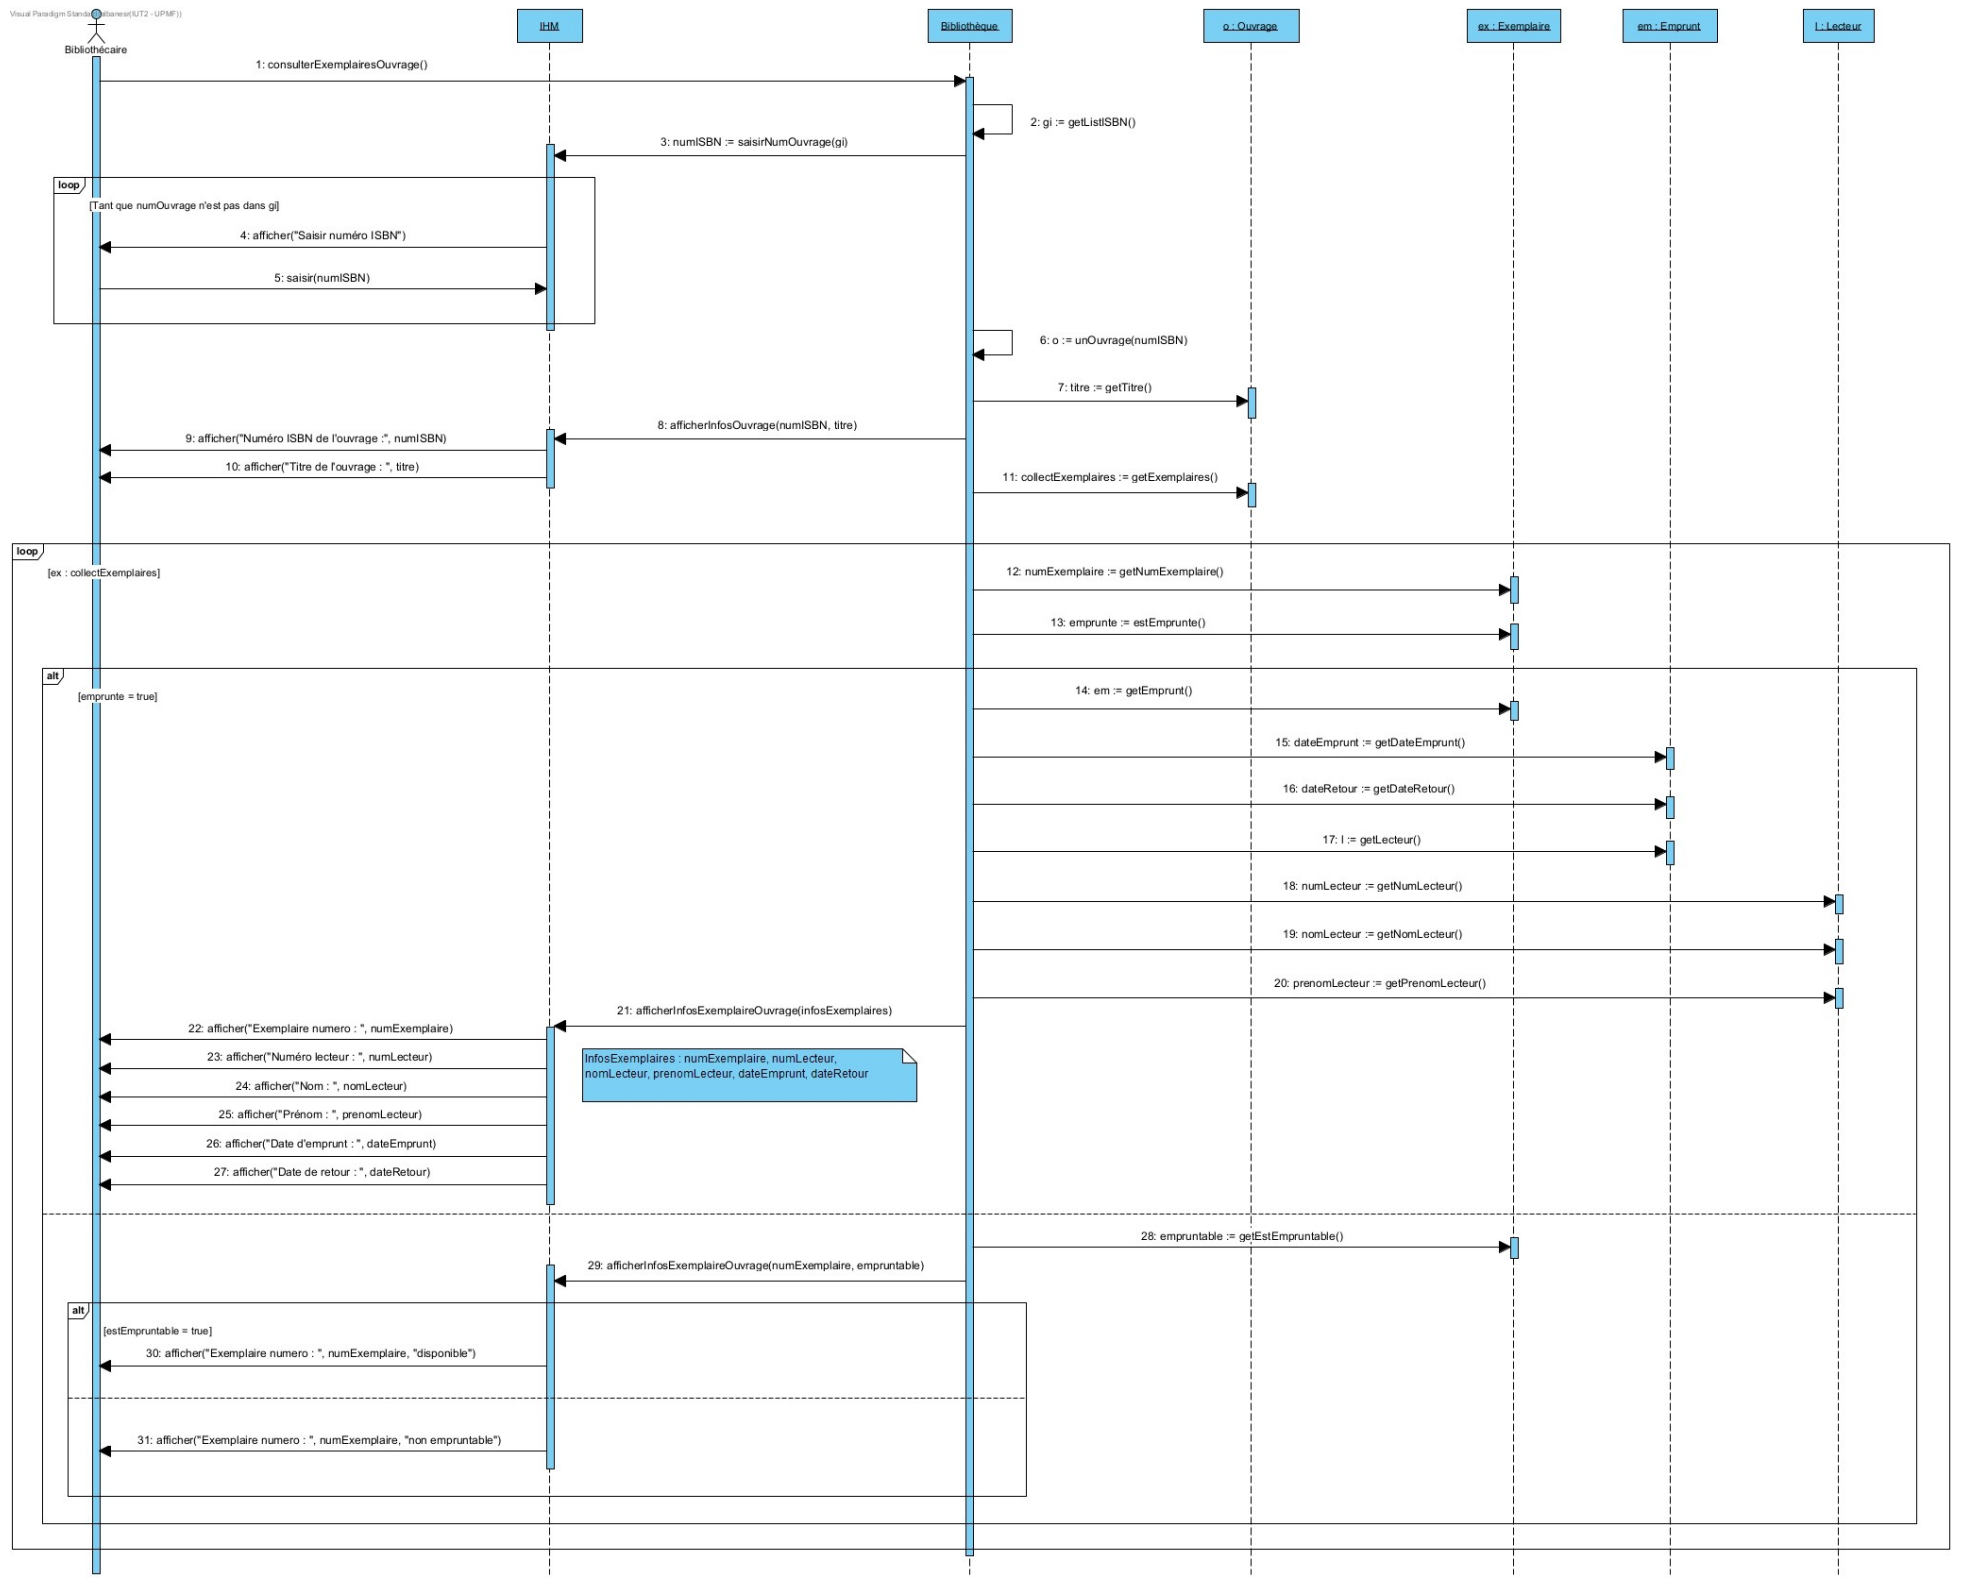 Visual Paradigm Standa
(IUT2 - UPMF))
Bibliothécaire
IHM
Bibliothèque
o : Ouvrage
ex : Exemplaire
em : Emprunt
l : Lecteur
1: consulterExemplairesOuvrage()
2: gi := getListISBN()
3: numISBN := saisirNumOuvrage(gi)
loop
[Tant que numOuvrage n'est pas dans gi]
4: afficher("Saisir numéro ISBN")
5: saisir(numISBN)
6: o := unOuvrage(numISBN)
7: titre := getTitre()
8: afficherInfosOuvrage(numISBN, titre)
9: afficher("Numéro ISBN de l'ouvrage :", numISBN)
10: afficher("Titre de l'ouvrage : ", titre)
11: collectExemplaires := getExemplaires()
loop
[ex : collectExemplaires]
12: numExemplaire := getNumExemplaire()
13: emprunte := estEmprunte()
alt
[emprunte = true]
14: em := getEmprunt()
15: dateEmprunt := getDateEmprunt()
16: dateRetour := getDateRetour()
17: l := getLecteur()
18: numLecteur := getNumLecteur()
19: nomLecteur := getNomLecteur()
20: prenomLecteur := getPrenomLecteur()
21: afficherInfosExemplaireOuvrage(infosExemplaires)
22: afficher("Exemplaire numero : ", numExemplaire)
InfosExemplaires : numExemplaire, numLecteur,
nomLecteur, prenomLecteur, dateEmprunt, dateRetour
23: afficher("Numéro lecteur : ", numLecteur)
24: afficher("Nom : ", nomLecteur)
25: afficher("Prénom : ", prenomLecteur)
26: afficher("Date d'emprunt : ", dateEmprunt)
27: afficher("Date de retour : ", dateRetour)
28: empruntable := getEstEmpruntable()
29: afficherInfosExemplaireOuvrage(numExemplaire, empruntable)
alt
[estEmpruntable = true]
30: afficher("Exemplaire numero : ", numExemplaire, "disponible")
31: afficher("Exemplaire numero : ", numExemplaire, "non empruntable")